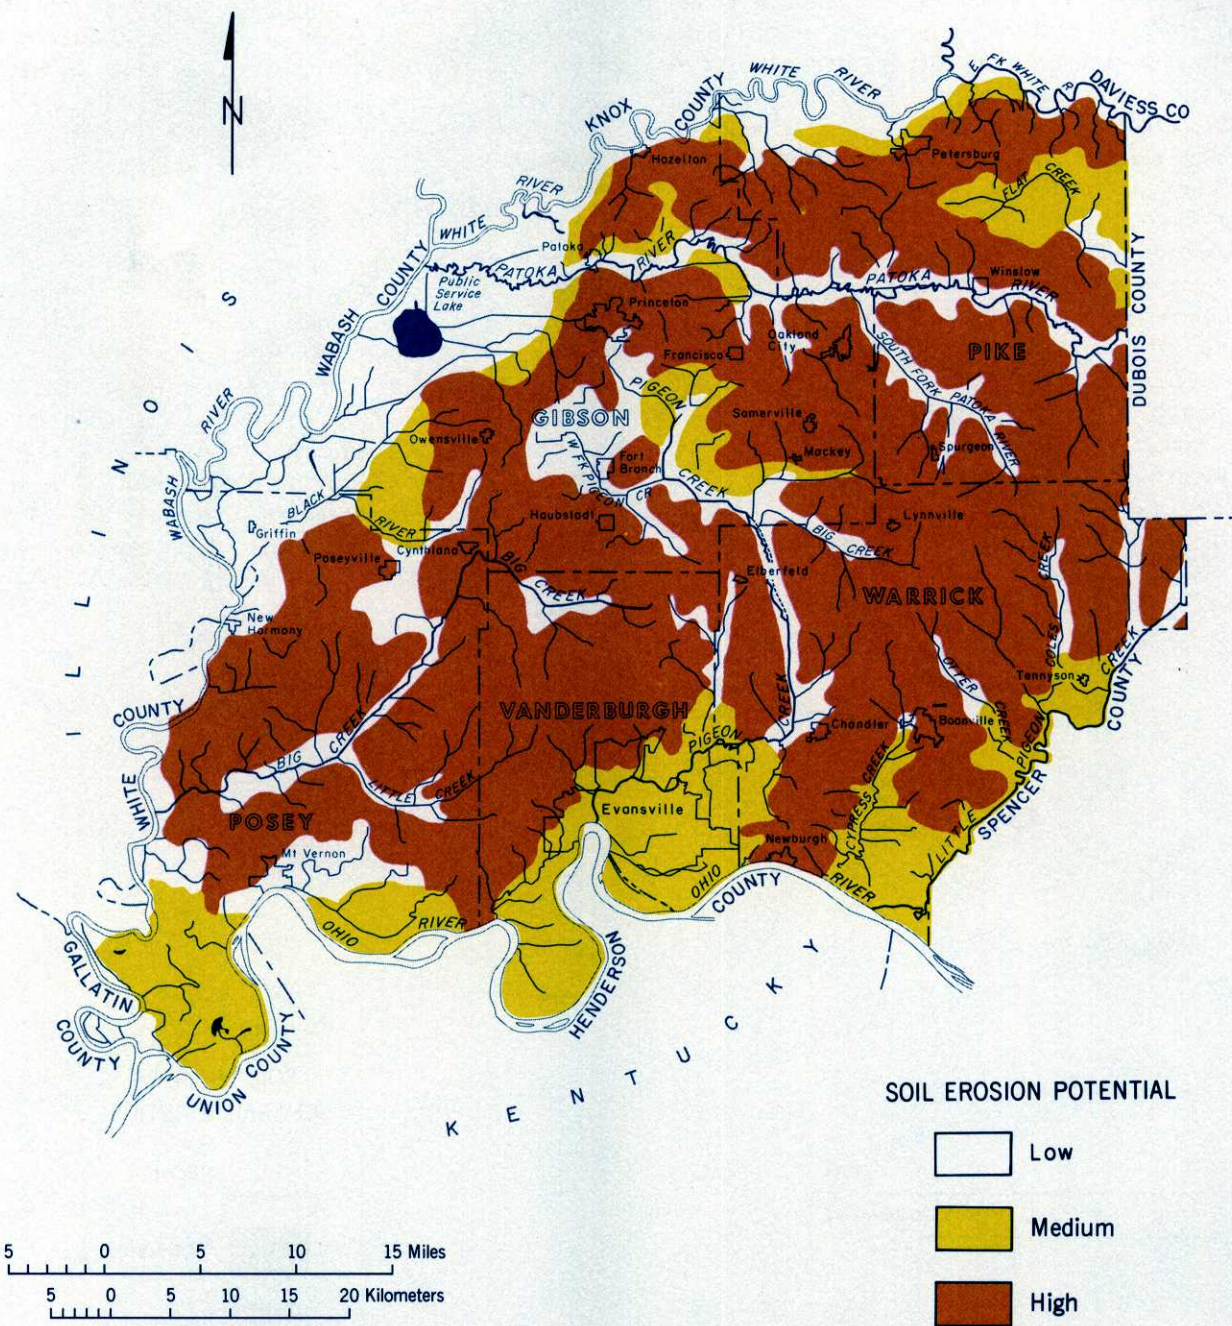 N
WHITE RIVER
E FK WHITE R
DAVIESS CO
KNOX COUNTY
Hazelton
Petersburg
FLAT CREEK
WHITE RIVER
Patoka
PATOKA RIVER
PATOKA RIVER
Winslow
DUBOIS COUNTY
WABASH COUNTY
Public
Service
Lake
Princeton
Francisco
Oakland
City
PIKE
SOUTH FORK PATOKA RIVER
PIGEON CREEK
GIBSON
Somerville
Mackey
Spurgeon
ILLINOIS
WABASH RIVER
Owensville
W. FK PIGEON CR
Fort
Branch
BLACK RIVER
Griffin
Haubstadt
Lynnville
BIG CREEK
Poseyville
Cynthiana
BIG CREEK
Elberfeld
WARRICK
COLES CREEK
New
Harmony
OTTER CREEK
Tennyson
LITTLE PIGEON CREEK
SPENCER COUNTY
VANDERBURGH
PIGEON CREEK
Chandler
Boonville
WHITE COUNTY
BIG CREEK
LITTLE CREEK
CYPRESS CREEK
POSEY
Evansville
Mt Vernon
Newburgh
OHIO RIVER
OHIO RIVER
HENDERSON COUNTY
GALLATIN COUNTY
UNION COUNTY
KENTUCKY
SOIL EROSION POTENTIAL
Low
Medium
High
5 0 5 10 15 Miles
5 0 5 10 15 20 Kilometers